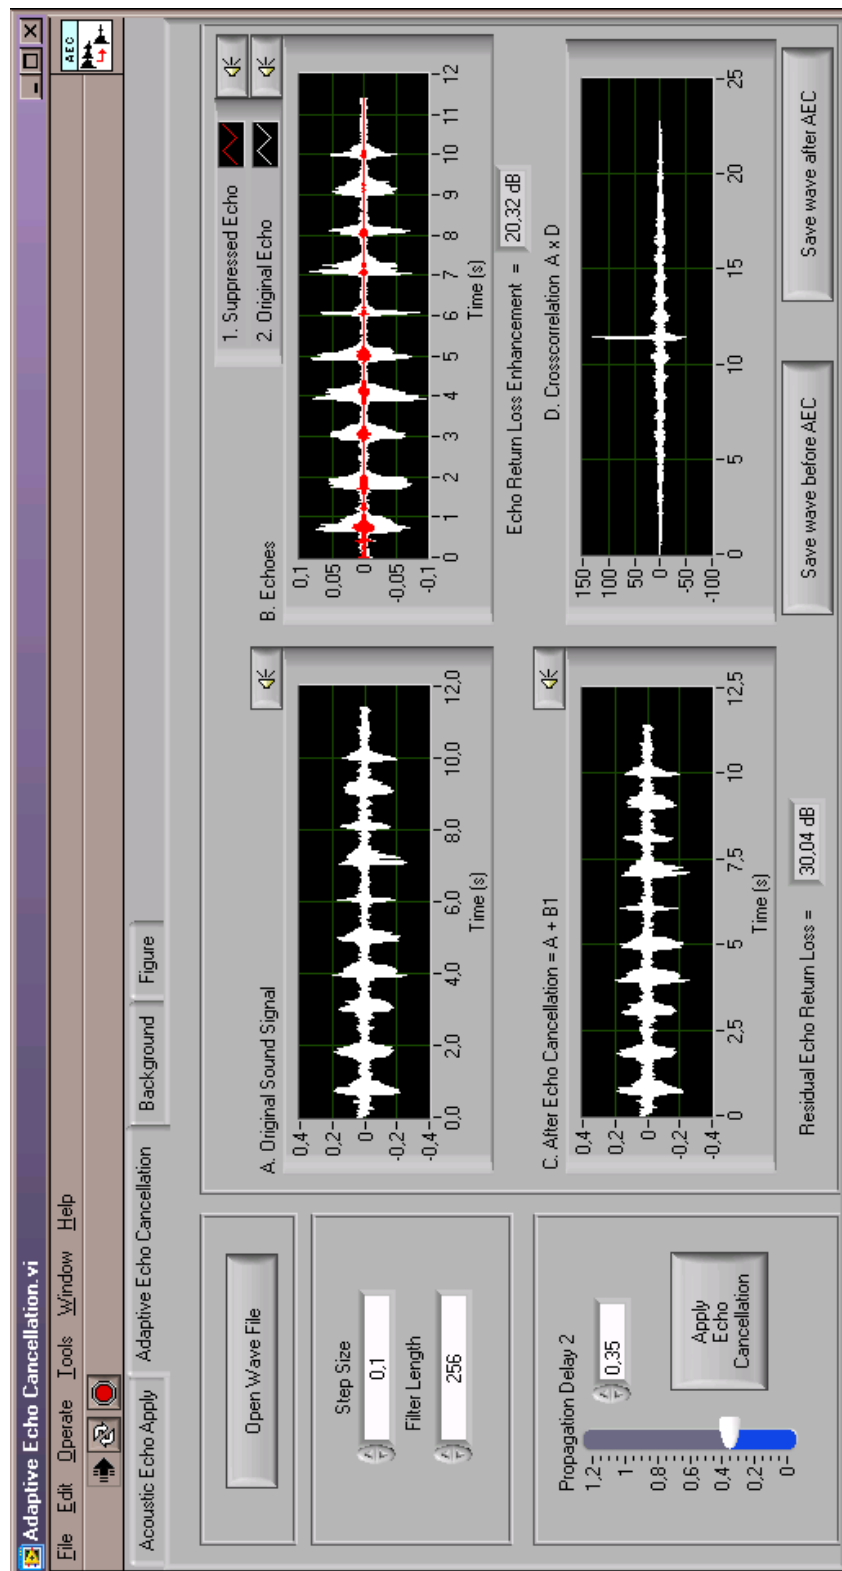 Adaptive Echo Cancellation.vi
File Edit Operate Tools Window Help
AEC
Acoustic Echo Apply Adaptive Echo Cancellation Background Figure
Open Wave File
Step Size
0,1
Filter Length
256
Propagation Delay 2
1,2
1
0,8
0,6
0,4
0,2
0
0,35
Apply
Echo
Cancellation
A. Original Sound Signal
0,4
0,2
0
-0,2
-0,4
0,0 2,0 4,0 6,0 8,0 10,0 12,0
Time (s)
B. Echoes
1. Suppressed Echo
2. Original Echo
0,1
0,05
0
-0,05
-0,1
0 1 2 3 4 5 6 7 8 9 10 11 12
Time (s)
Echo Return Loss Enhancement = 20,32 dB
C. After Echo Cancellation = A + B1
0,4
0,2
0
-0,2
-0,4
0 2,5 5 7,5 10 12,5
Time (s)
Residual Echo Return Loss = 30,04 dB
D. Crosscorrelation A x D
150
100
50
0
-50
-100
0 5 10 15 20 25
Save wave before AEC Save wave after AEC